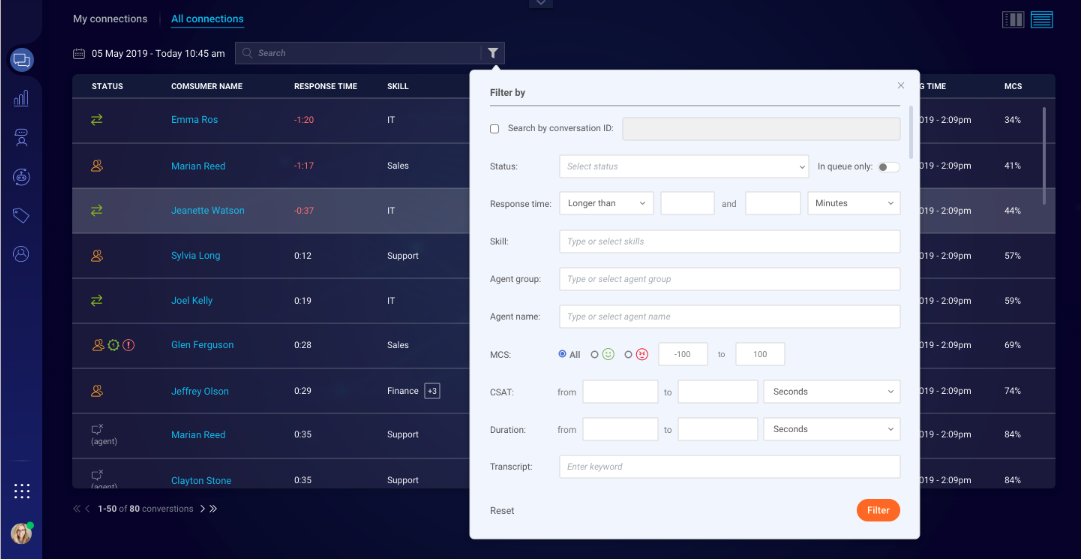 My connections
All connections
05 May 2019 - Today 10:45 am
Search
STATUS COMSUMER NAME RESPONSE TIME SKILL G TIME MCS
Emma Ros -1:20 IT 019 - 2:09pm 34%
Marian Reed -1:17 Sales 019 - 2:09pm 41%
Jeanette Watson -0:37 IT 019 - 2:09pm 44%
Sylvia Long 0:12 Support 019 - 2:09pm 57%
Joel Kelly 0:19 IT 019 - 2:09pm 59%
Glen Ferguson 0:28 Sales 019 - 2:09pm 69%
Jeffrey Olson 0:29 Finance +3 019 - 2:09pm 74%
(agent) Marian Reed 0:35 Support 019 - 2:09pm 84%
(agent) Clayton Stone 0:35 Support 019 - 2:09pm 84%
1-50 of 80 converstions
Filter by
Search by conversation ID:
Status: Select status In queue only:
Response time: Longer than and Minutes
Skill: Type or select skills
Agent group: Type or select agent group
Agent name: Type or select agent name
MCS: All -100 to 100
CSAT: from to Seconds
Duration: from to Seconds
Transcript: Enter keyword
Reset Filter